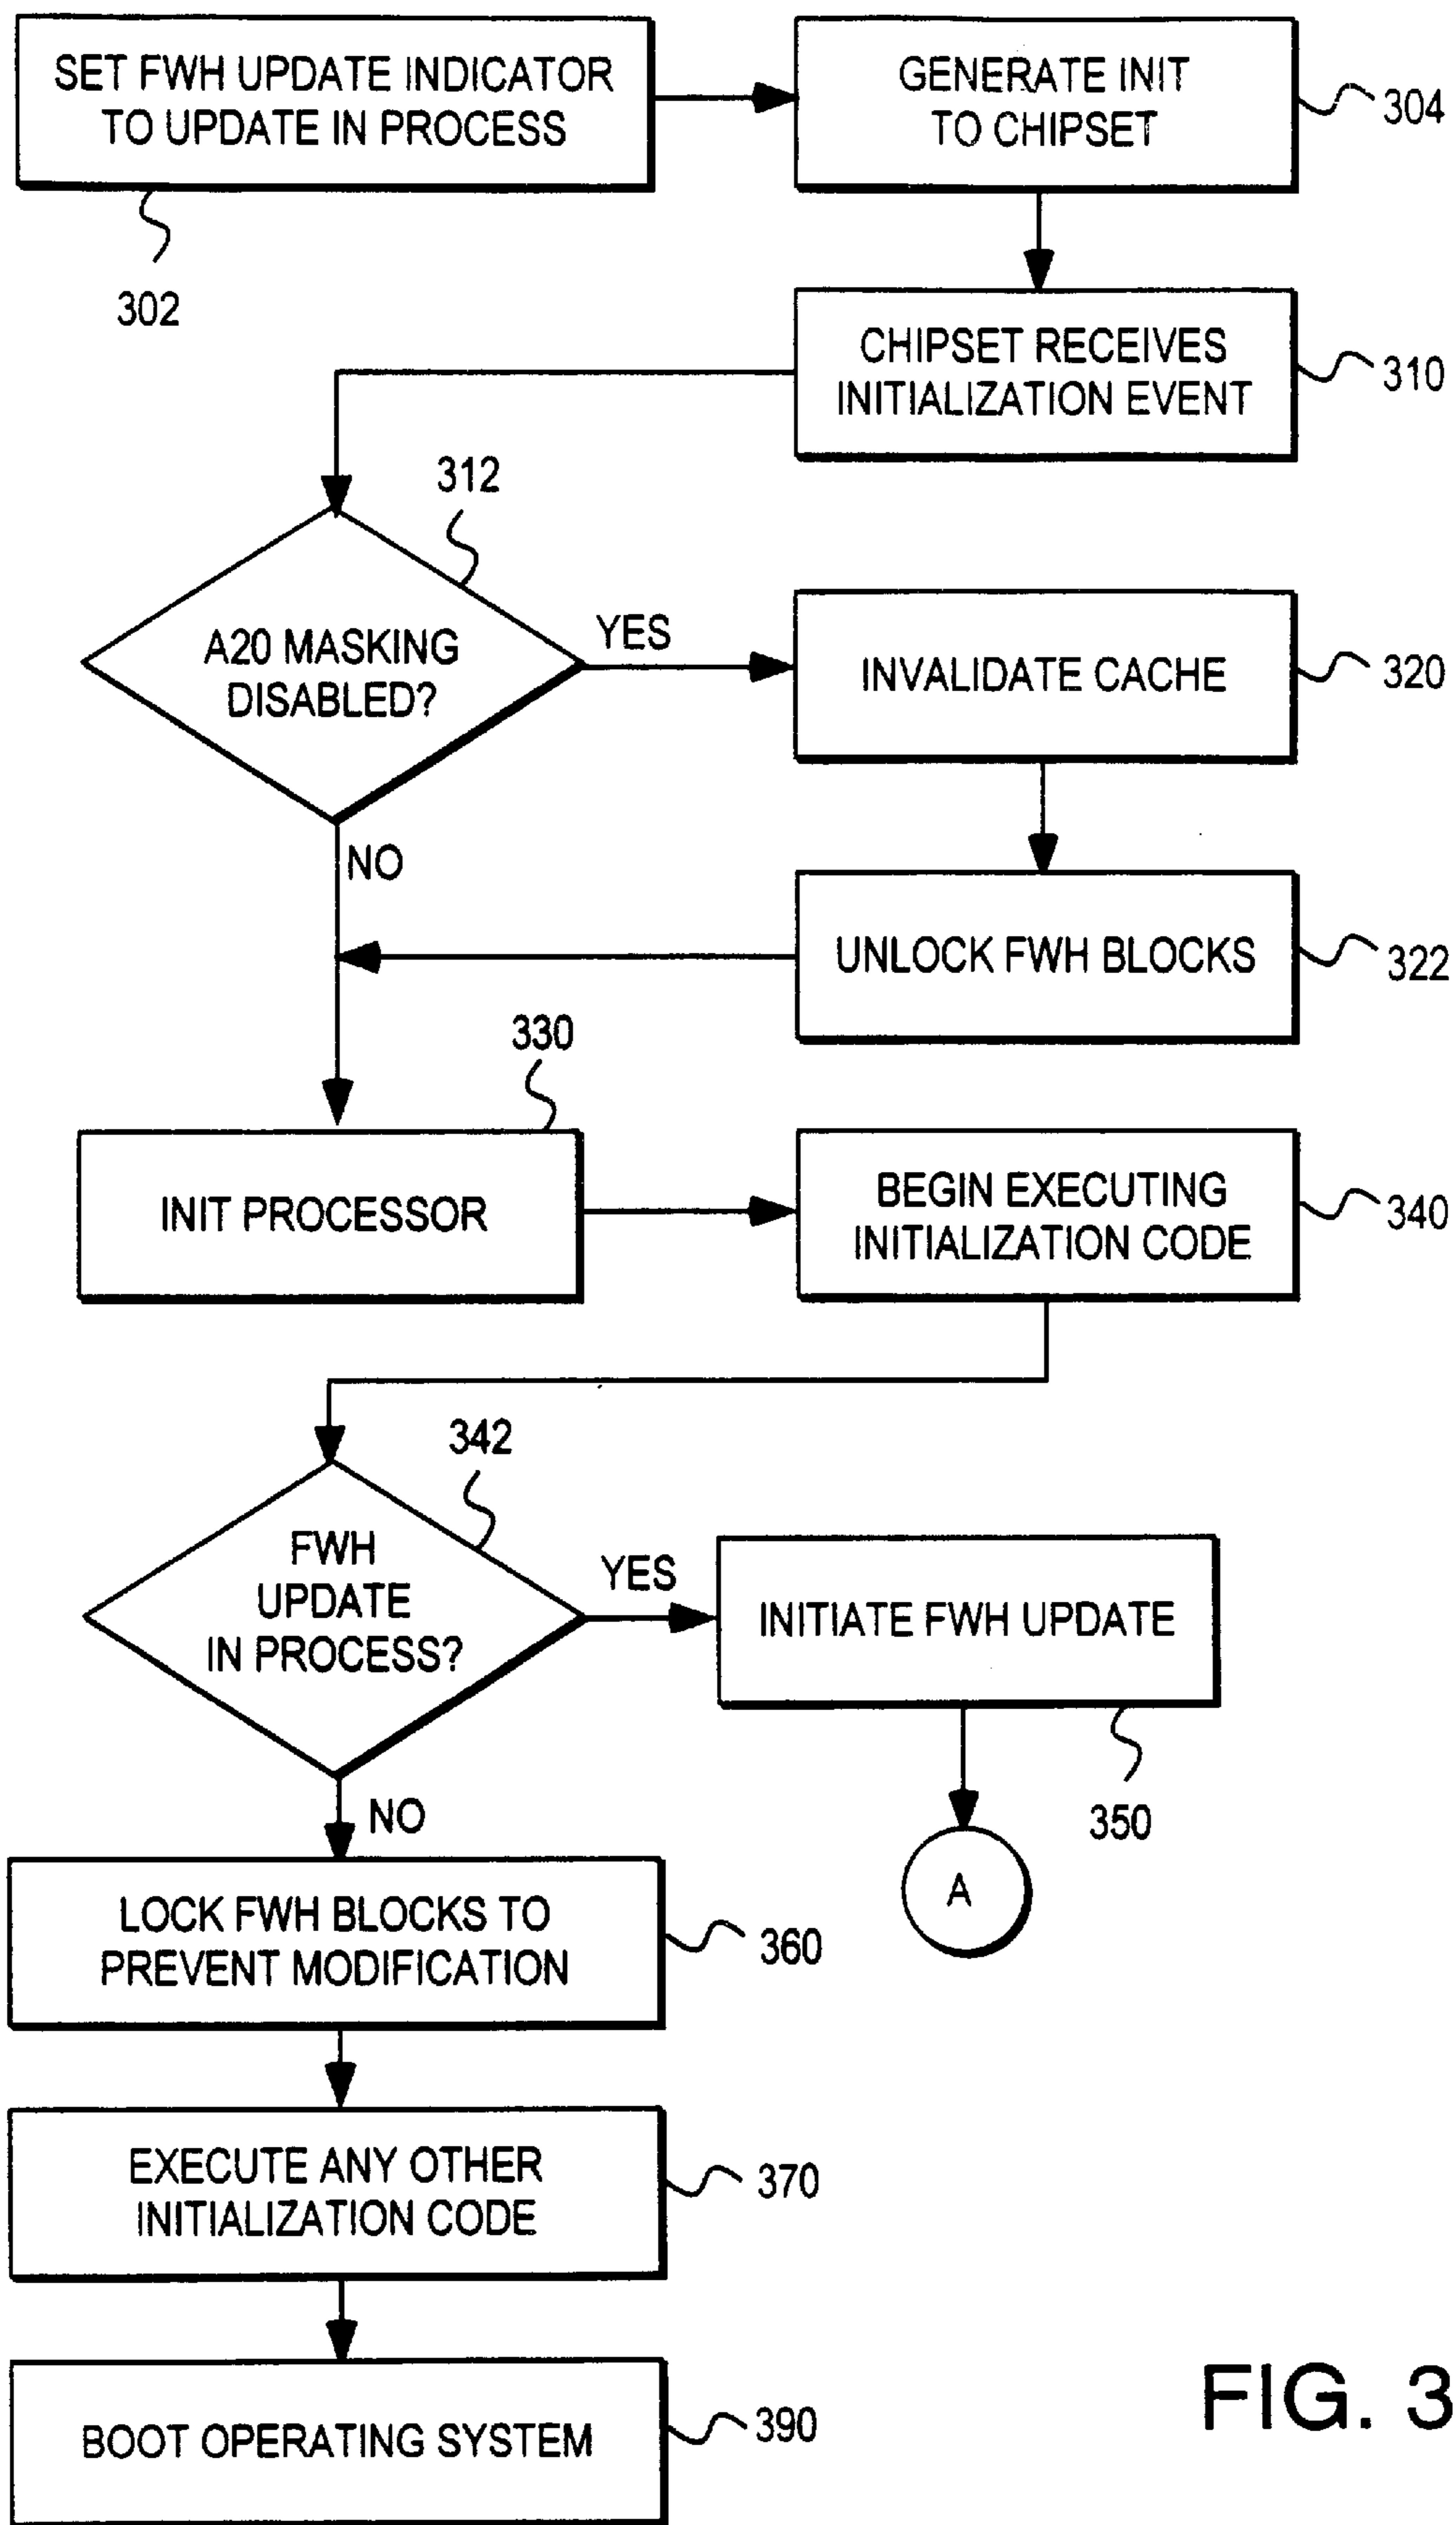 SET FWH UPDATE INDICATOR
TO UPDATE IN PROCESS
302
GENERATE INIT
TO CHIPSET
304
CHIPSET RECEIVES
INITIALIZATION EVENT
310
312
A20 MASKING
DISABLED?
YES
NO
INVALIDATE CACHE
320
UNLOCK FWH BLOCKS
322
330
INIT PROCESSOR
BEGIN EXECUTING
INITIALIZATION CODE
340
342
FWH
UPDATE
IN PROCESS?
YES
NO
INITIATE FWH UPDATE
350
A
LOCK FWH BLOCKS TO
PREVENT MODIFICATION
360
EXECUTE ANY OTHER
INITIALIZATION CODE
370
BOOT OPERATING SYSTEM
390
FIG. 3